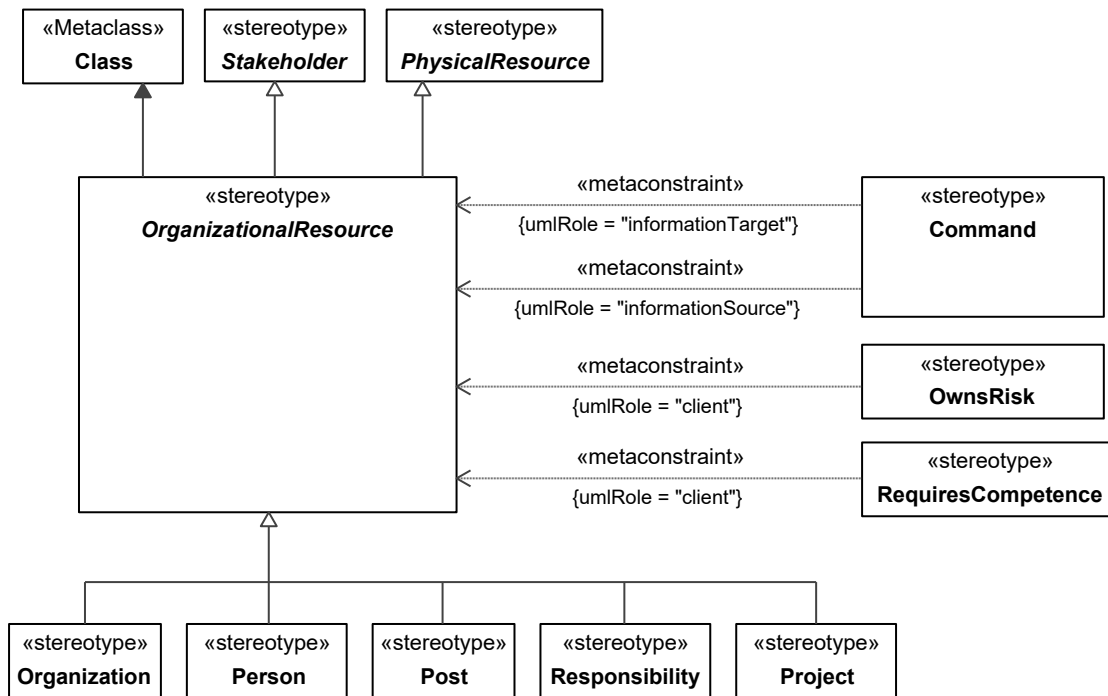 «Metaclass»
Class
«stereotype»
Stakeholder
«stereotype»
PhysicalResource
«stereotype»
OrganizationalResource
«metaconstraint»
{umlRole = "informationTarget"}
«metaconstraint»
{umlRole = "informationSource"}
«stereotype»
Command
«metaconstraint»
{umlRole = "client"}
«stereotype»
OwnsRisk
«metaconstraint»
{umlRole = "client"}
«stereotype»
RequiresCompetence
«stereotype»
Organization
«stereotype»
Person
«stereotype»
Post
«stereotype»
Responsibility
«stereotype»
Project